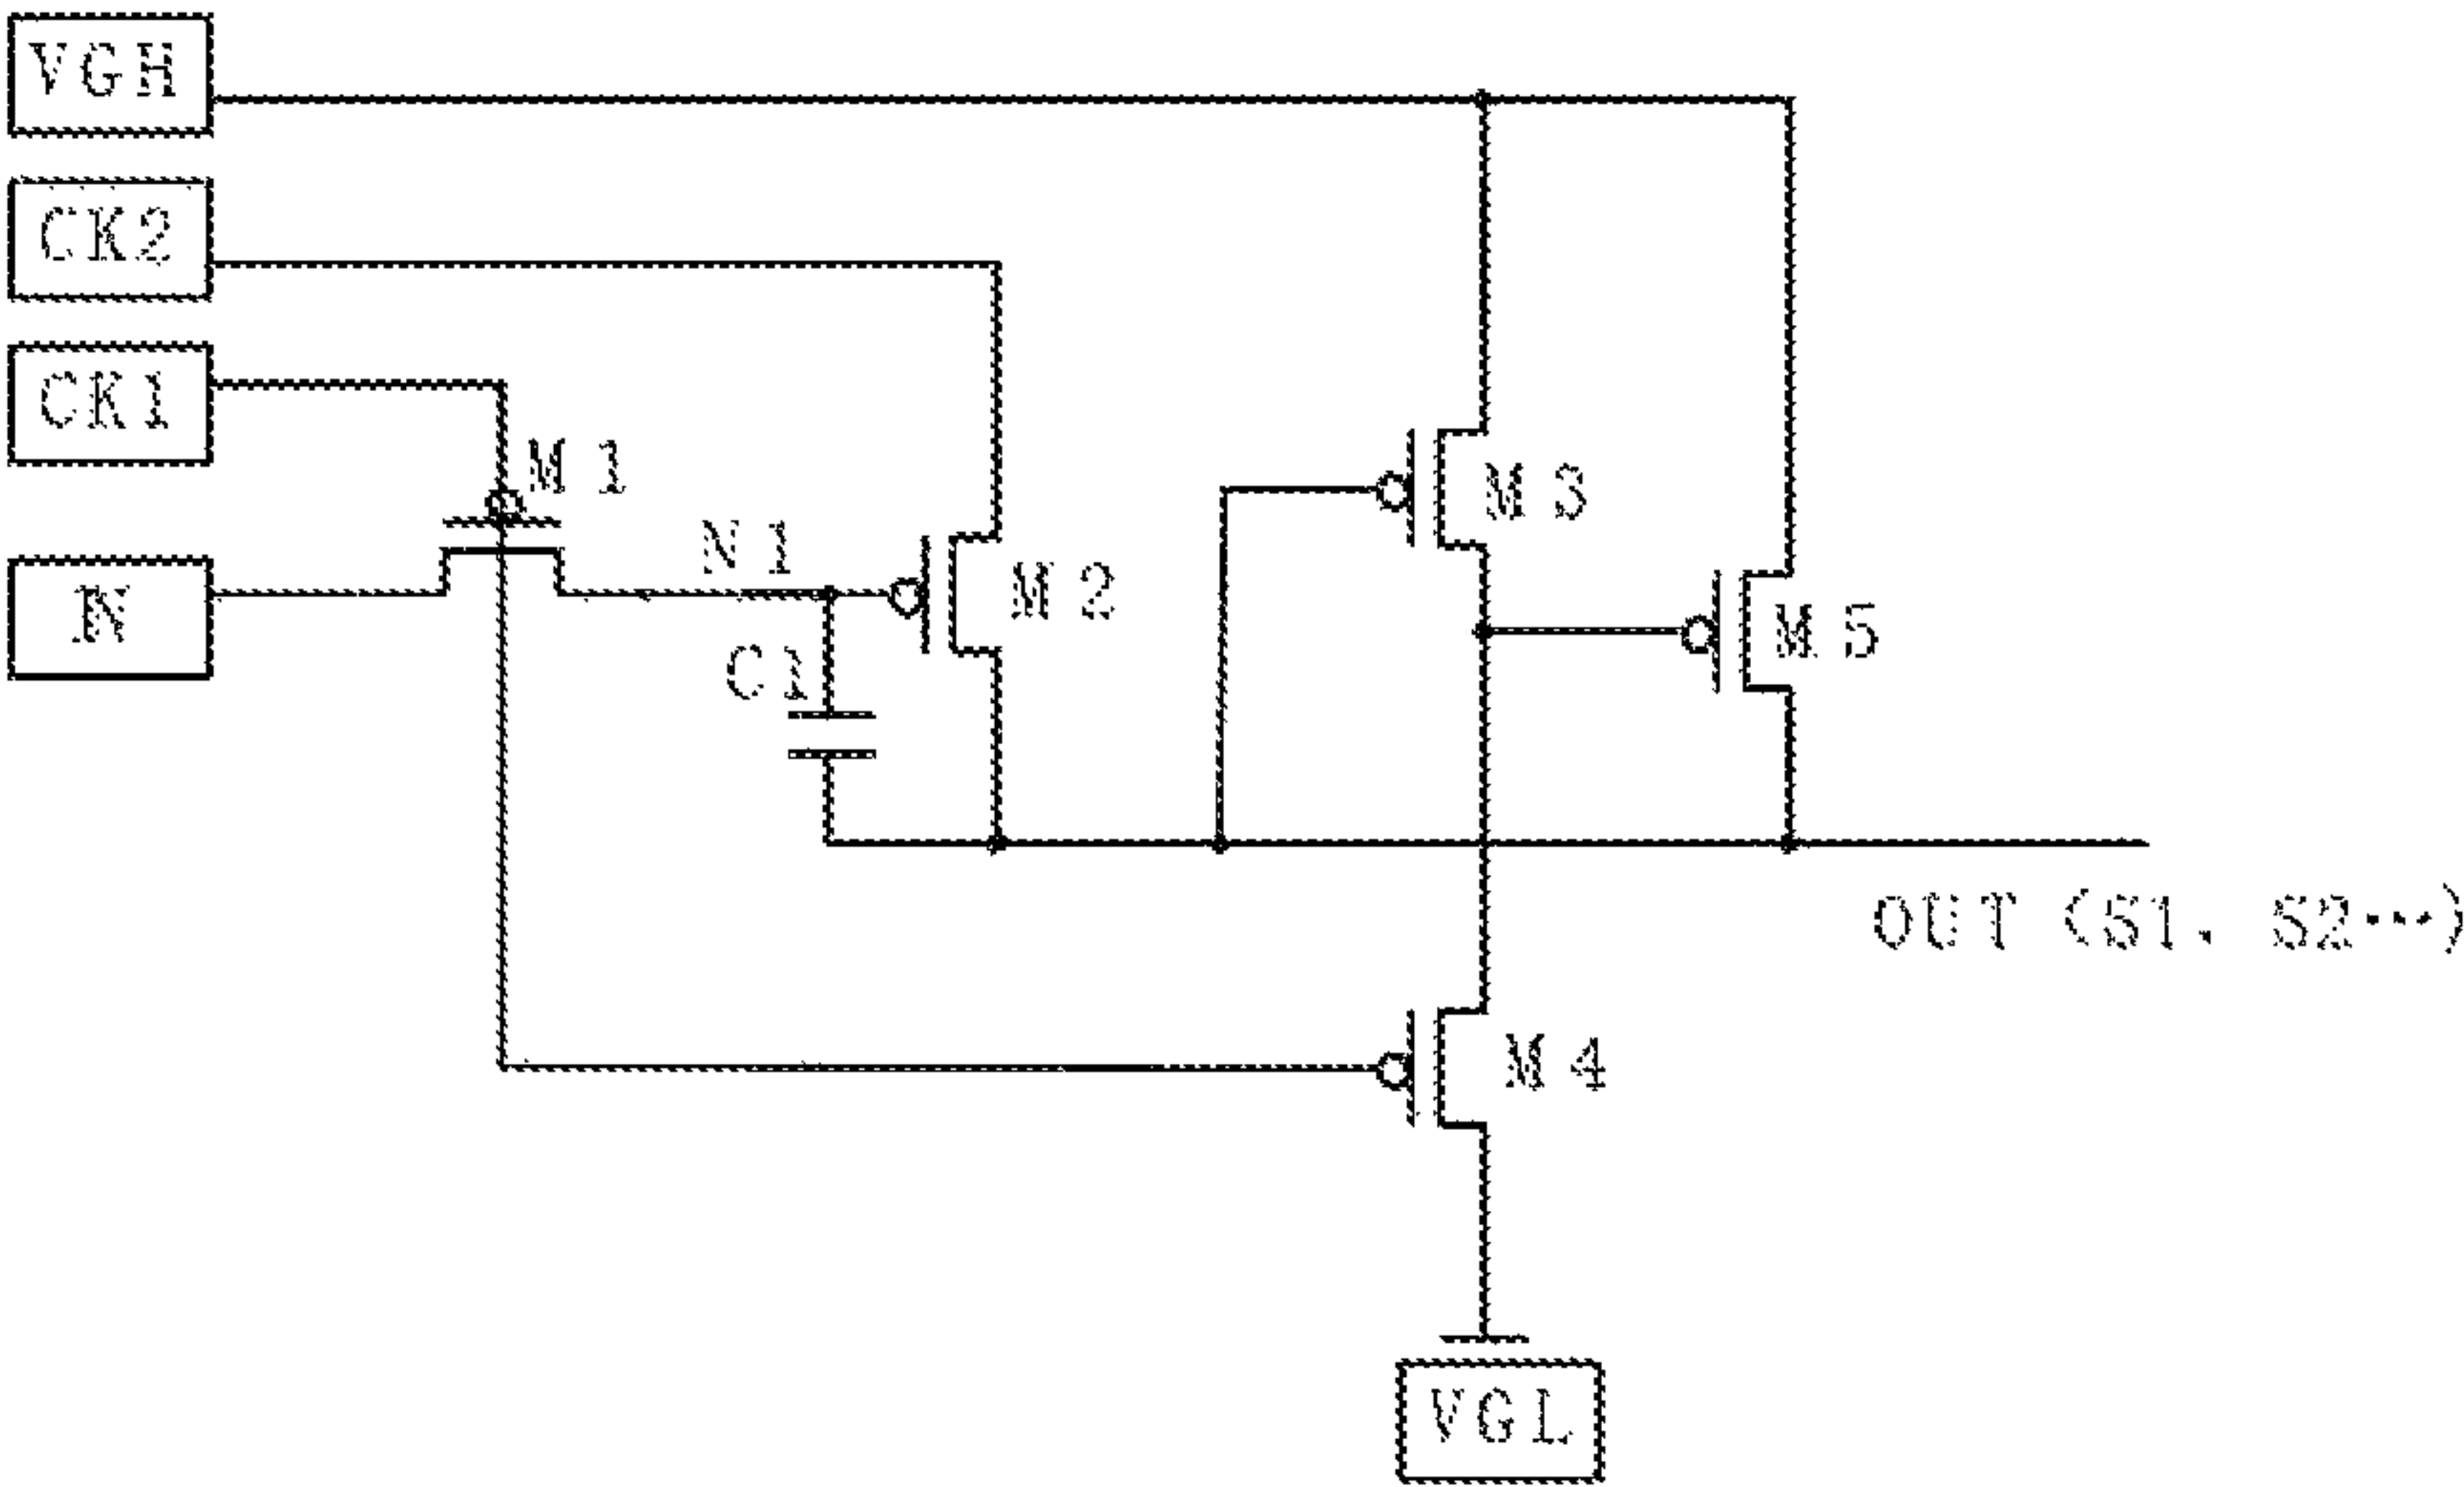 VGH
CK2
CK1
M1
M3
N1
IN
M2
M5
C1
OUT (S1, S2…)
M4
VGL